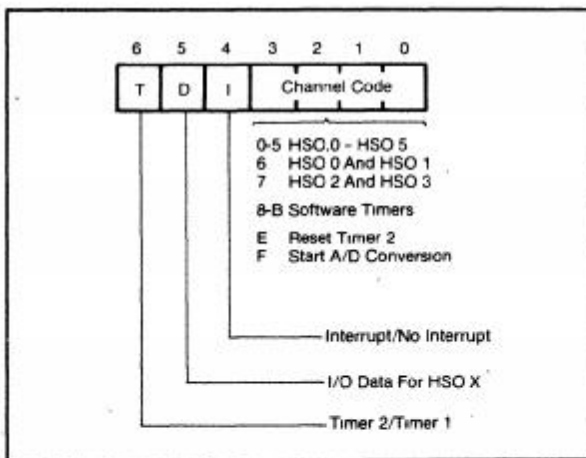 6 5 4 3 2 1 0
T D I Channel Code
0-5 HSO.0 - HSO 5
6 HSO 0 And HSO 1
7 HSO 2 And HSO 3
8-B Software Timers
E Reset Timer 2
F Start A/D Conversion
Interrupt/No Interrupt
I/O Data For HSO X
Timer 2/Timer 1